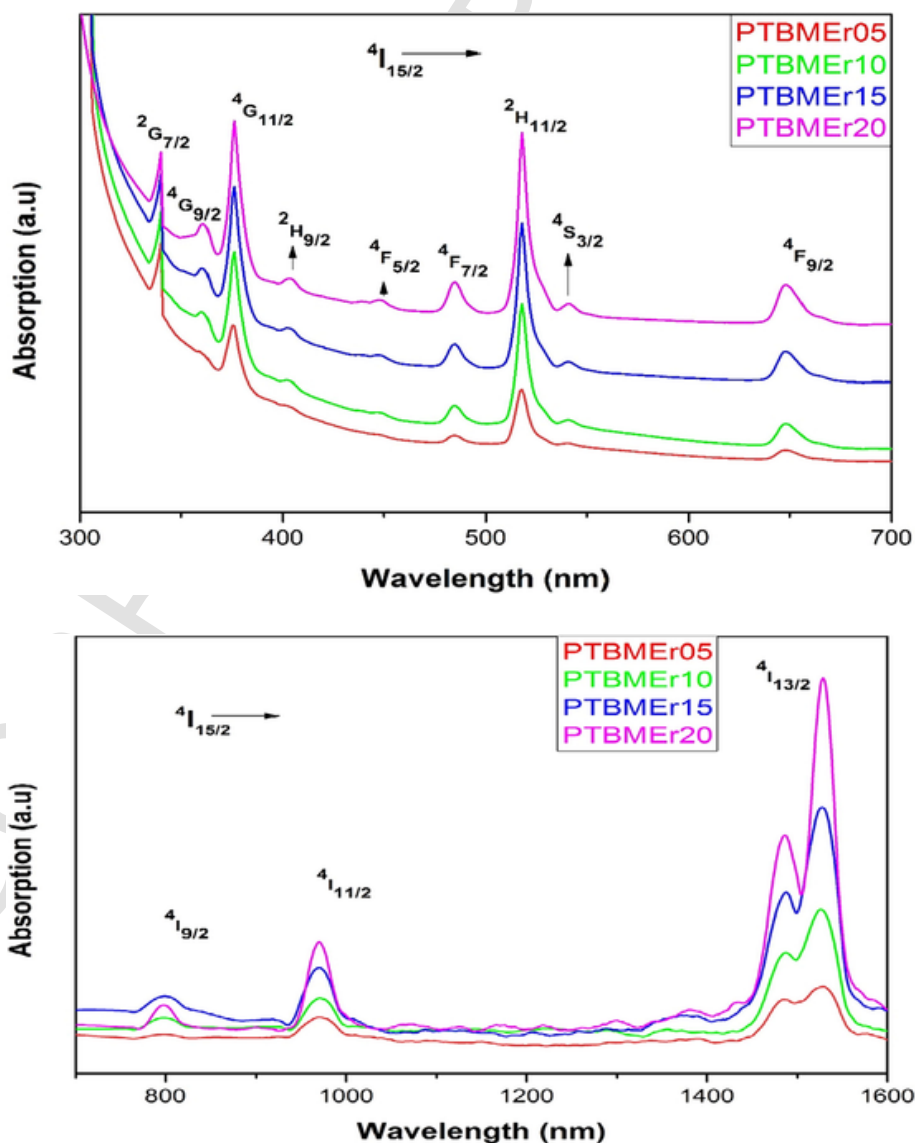 ⁴I₁₅/₂
PTBMEr05
PTBMEr10
PTBMEr15
PTBMEr20
²G₇/₂
⁴G₉/₂
⁴G₁₁/₂
²H₉/₂
⁴F₅/₂
⁴F₇/₂
²H₁₁/₂
⁴S₃/₂
⁴F₉/₂
Absorption (a.u)
300 400 500 600 700
Wavelength (nm)
⁴I₁₅/₂
PTBMEr05
PTBMEr10
PTBMEr15
PTBMEr20
⁴I₉/₂
⁴I₁₁/₂
⁴I₁₃/₂
Absorption (a.u)
800 1000 1200 1400 1600
Wavelength (nm)